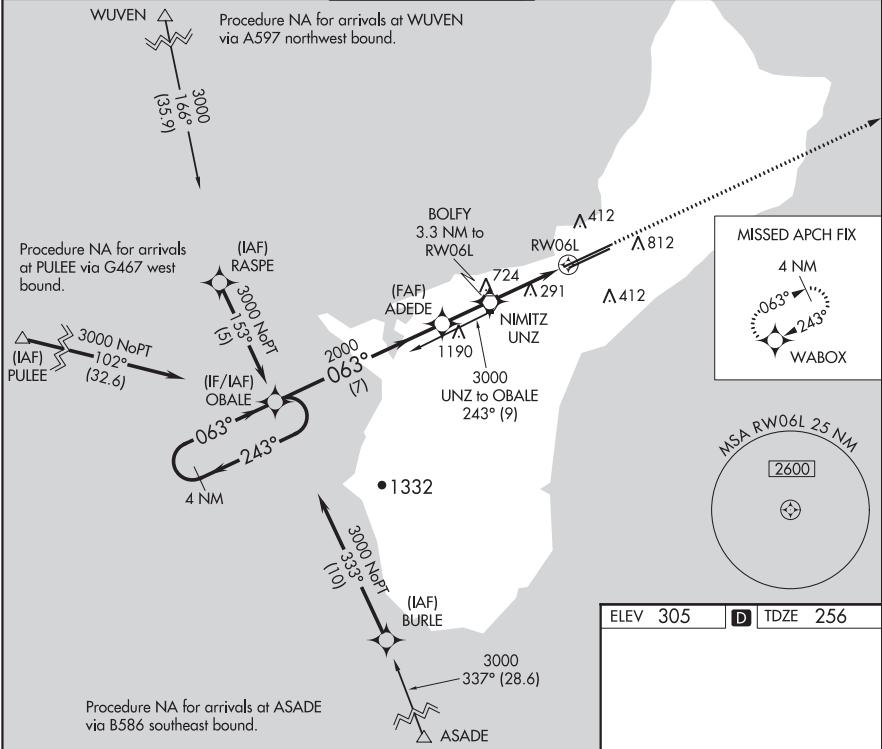 WUVEN
Procedure NA for arrivals at WUVEN
via A597 northwest bound.
3000
166°
(35.9)
Procedure NA for arrivals
at PULEE via G467 west
bound.
(IAF)
RASPE
3000 NoPT
153°
(5)
(IAF)
PULEE
3000 NoPT
102°
(32.6)
(IF/IAF)
OBALE
063°
243°
4 NM
2000
063°
(7)
(FAF)
ADEDE
BOLFY
3.3 NM to
RW06L
RW06L
412
812
724
291
412
NIMITZ
UNZ
1190
3000
UNZ to OBALE
243° (9)
1332
MISSED APCH FIX
4 NM
063°
243°
WABOX
MSA RW06L 25 NM
2600
3000 NoPT
333°
(10)
(IAF)
BURLE
3000
337° (28.6)
ASADE
Procedure NA for arrivals at ASADE
via B586 southeast bound.
ELEV 305 D TDZE 256